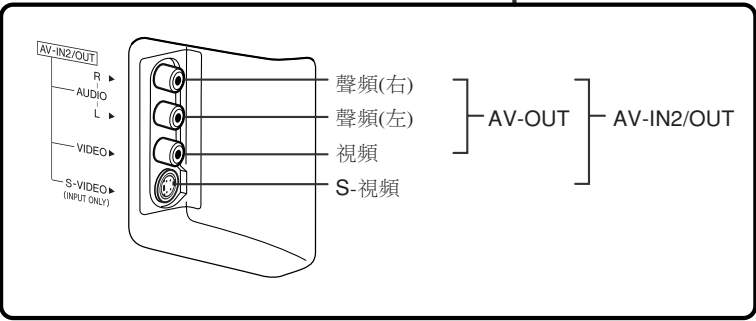 AV-IN2/OUT
R
AUDIO
L
VIDEO
S-VIDEO
(INPUT ONLY)
聲頻(右)
聲頻(左)
視頻
S-視頻
AV-OUT
AV-IN2/OUT